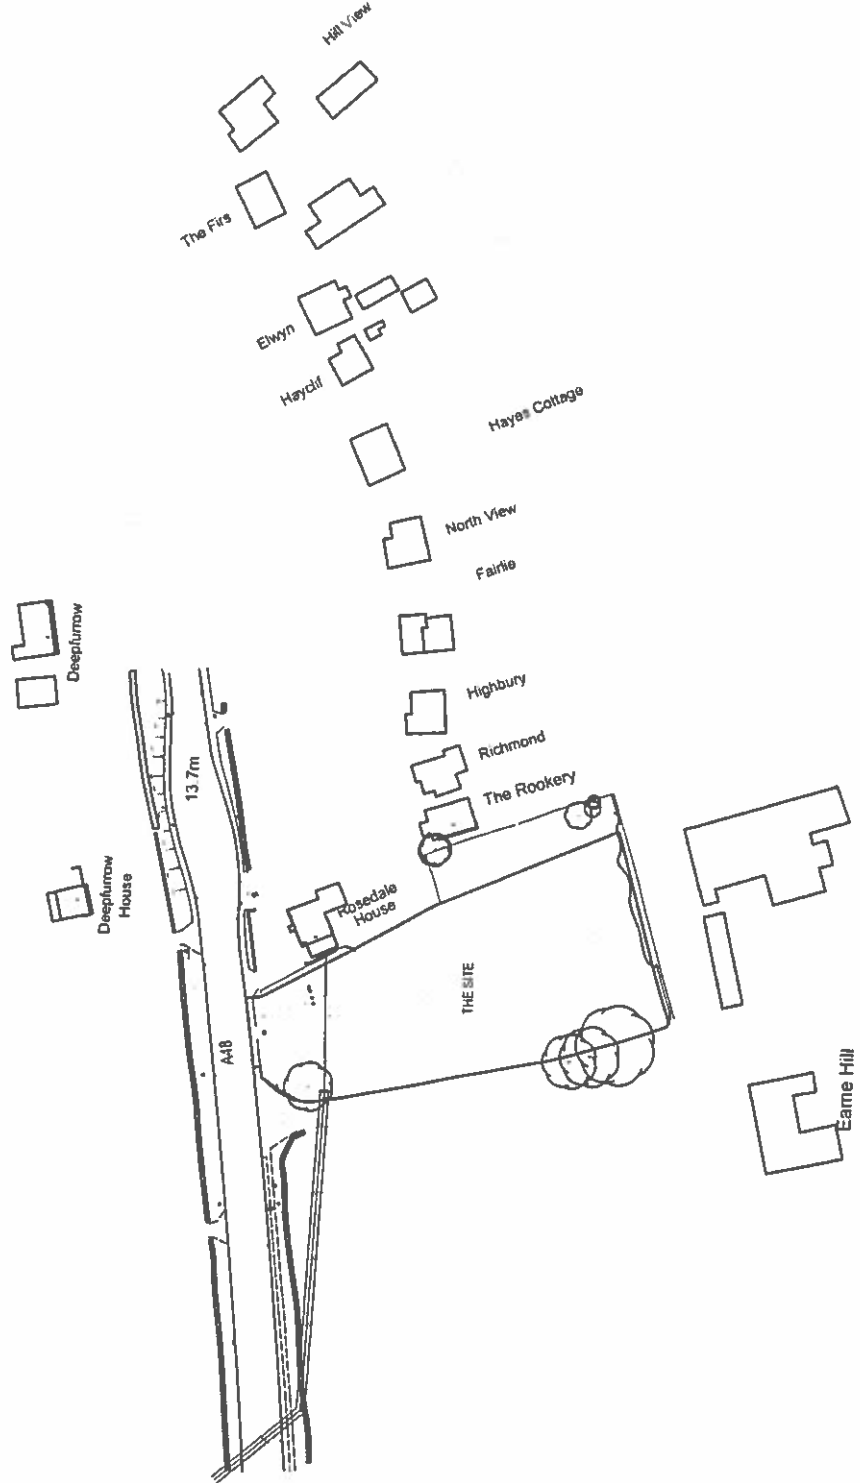 Hill View
The Firs
Elwyn
Hayclif
Hayes Cottage
North View
Fairlie
Deepfurrow
Highbury
13.7m
Richmond
The Rookery
Deepfurrow
House
Rosedale
House
THE SITE
A48
Earne Hill